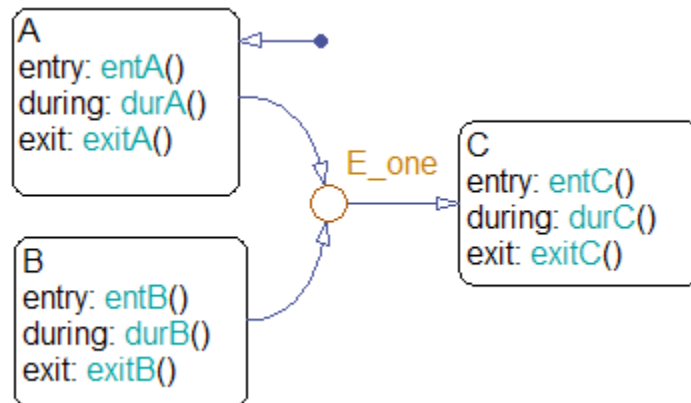 A
entry: entA()
during: durA()
exit: exitA()
E_one
C
entry: entC()
during: durC()
exit: exitC()
B
entry: entB()
during: durB()
exit: exitB()